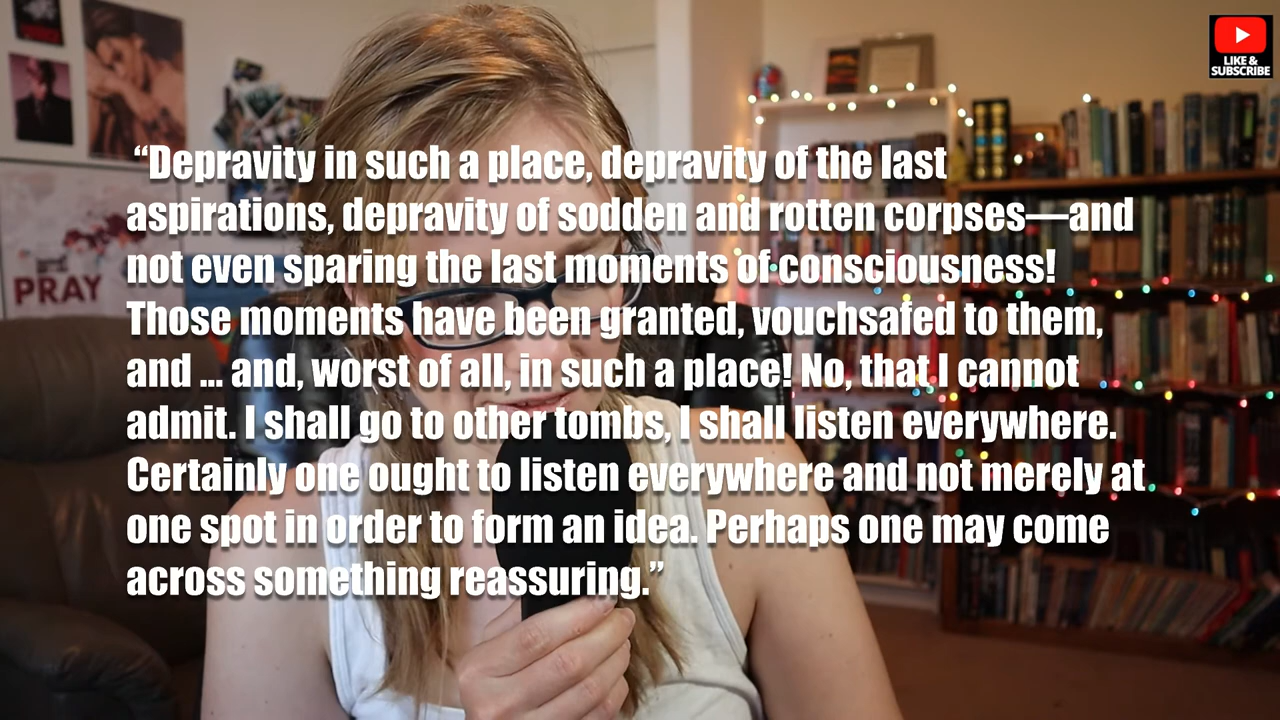 “Depravity in such a place, depravity of the last
aspirations, depravity of sodden and rotten corpses—and
not even sparing the last moments of consciousness!
Those moments have been granted, vouchsafed to them,
and ... and, worst of all, in such a place! No, that I cannot
admit. I shall go to other tombs, I shall listen everywhere.
Certainly one ought to listen everywhere and not merely at
one spot in order to form an idea. Perhaps one may come
across something reassuring.”
LIKE &
SUBSCRIBE
PRAY